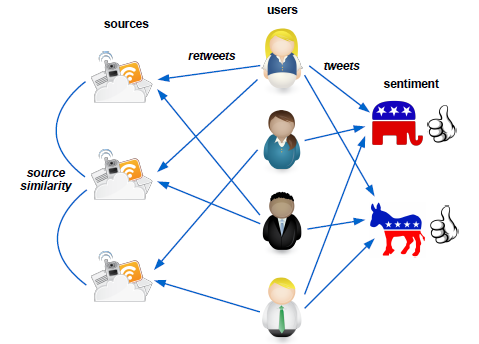 sources
users
retweets
tweets
sentiment
source
similarity